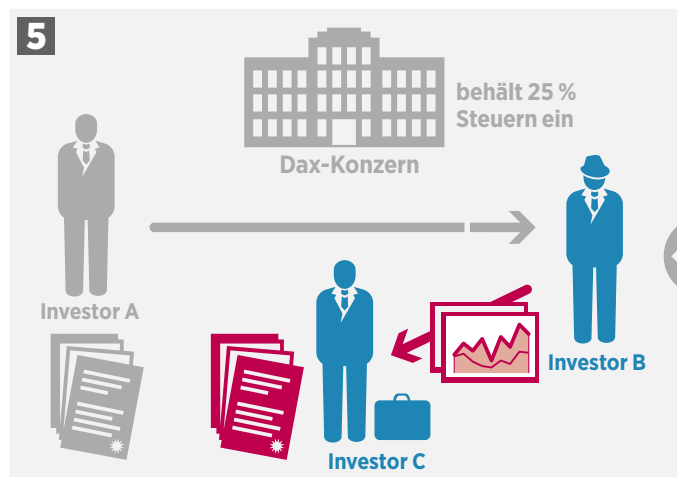 5
behält 25 %
Steuern ein
Dax-Konzern
Investor A
Investor B
Investor C